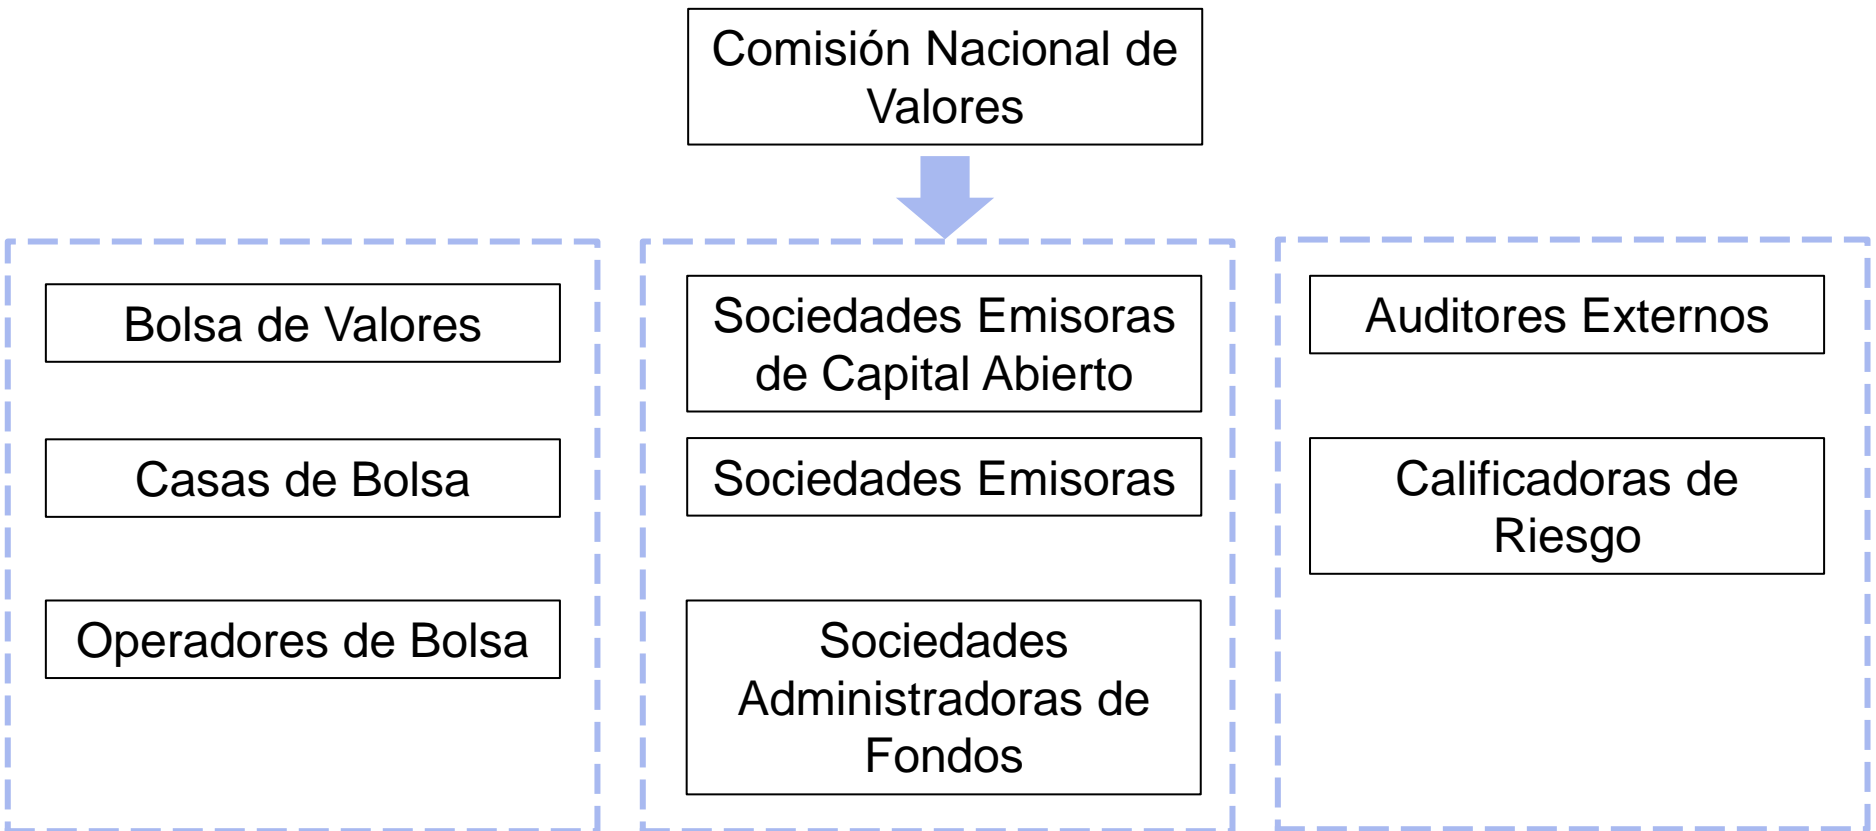 Comisión Nacional de
Valores
Bolsa de Valores
Casas de Bolsa
Operadores de Bolsa
Sociedades Emisoras
de Capital Abierto
Sociedades Emisoras
Sociedades
Administradoras de
Fondos
Auditores Externos
Calificadoras de
Riesgo